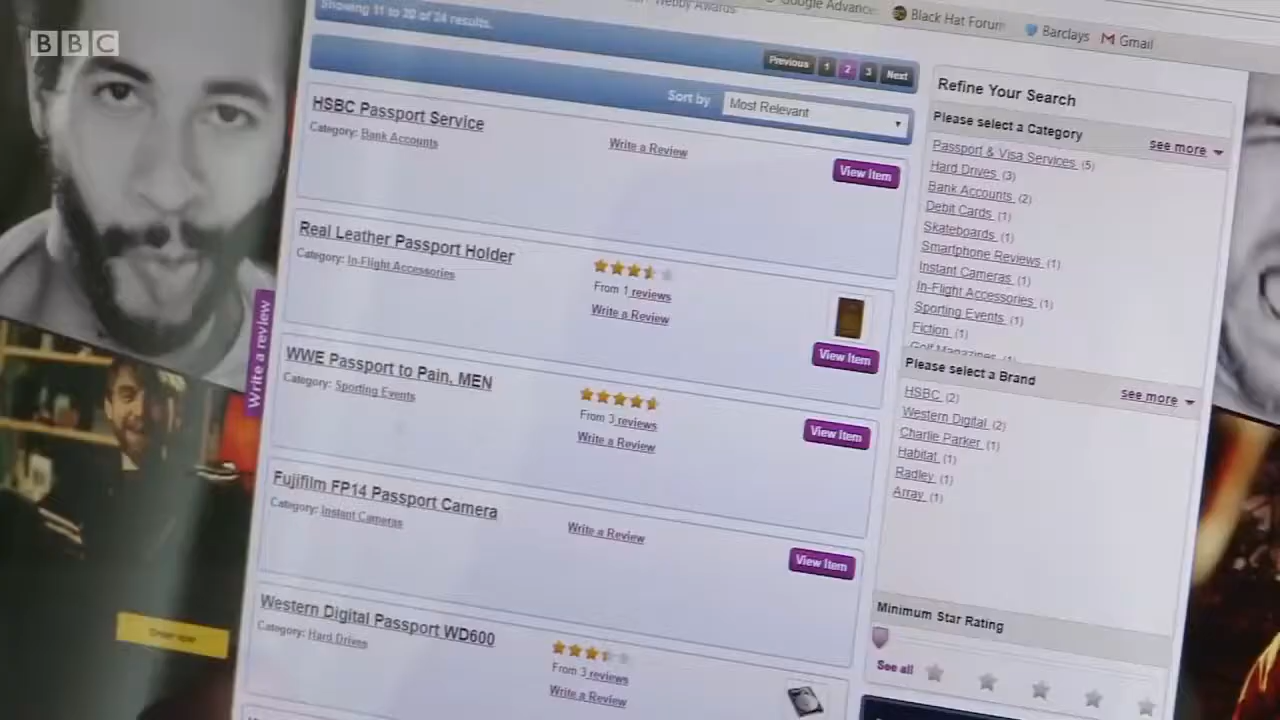 BBC
Webby Awards
Google Advance
Black Hat Forum
Barclays
Gmail
Showing 11 to 20 of 24 results.
Previous 1 2 3 Next
Sort by Most Relevant
HSBC Passport Service
Category: Bank Accounts
Write a Review
View Item
Real Leather Passport Holder
Category: In-Flight Accessories
From 1 reviews
Write a Review
View Item
WWE Passport to Pain, MEN
Category: Sporting Events
From 3 reviews
Write a Review
View Item
Fujifilm FP14 Passport Camera
Category: Instant Cameras
Write a Review
View Item
Western Digital Passport WD600
Category: Hard Drives
From 3 reviews
Write a Review
Write a review
Refine Your Search
Please select a Category
see more
Passport & Visa Services (5)
Hard Drives (3)
Bank Accounts (2)
Debit Cards (1)
Skateboards (1)
Smartphone Reviews (1)
Instant Cameras (1)
In-Flight Accessories (1)
Sporting Events (1)
Fiction (1)
Golf Magazines (1)
Please select a Brand
see more
HSBC (2)
Western Digital (2)
Charlie Parker (1)
Habitat (1)
Radley (1)
Array (1)
Minimum Star Rating
See all